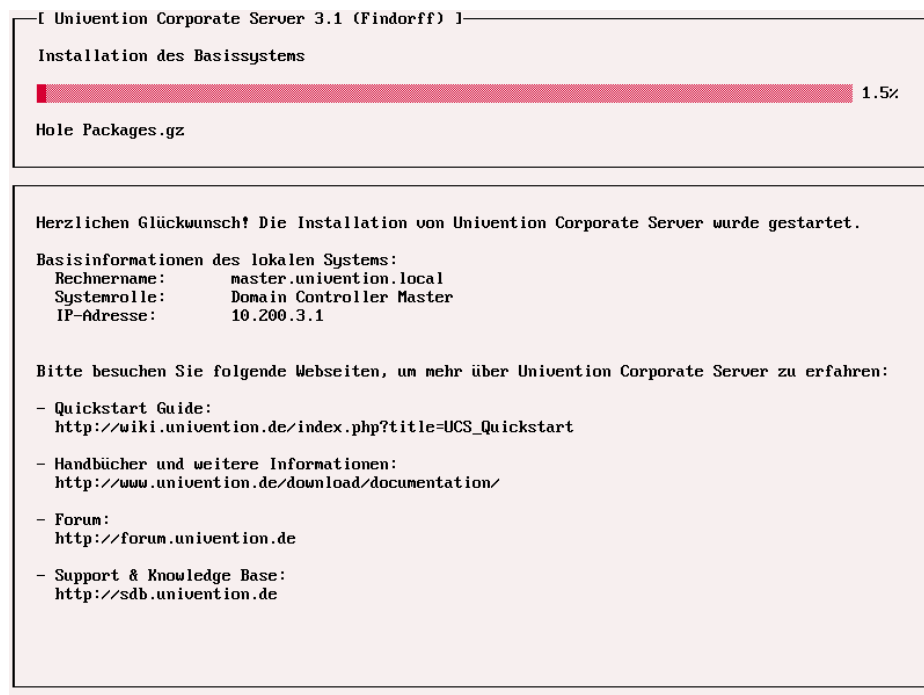 [ Univention Corporate Server 3.1 (Findorff) ]
Installation des Basissystems
1.5%
Hole Packages.gz
Herzlichen Glückwunsch! Die Installation von Univention Corporate Server wurde gestartet.
Basisinformationen des lokalen Systems:
Rechnername: master.univention.local
Systemrolle: Domain Controller Master
IP-Adresse: 10.200.3.1
Bitte besuchen Sie folgende Webseiten, um mehr über Univention Corporate Server zu erfahren:
- Quickstart Guide:
http://wiki.univention.de/index.php?title=UCS_Quickstart
- Handbücher und weitere Informationen:
http://www.univention.de/download/documentation/
- Forum:
http://forum.univention.de
- Support & Knowledge Base:
http://sdb.univention.de